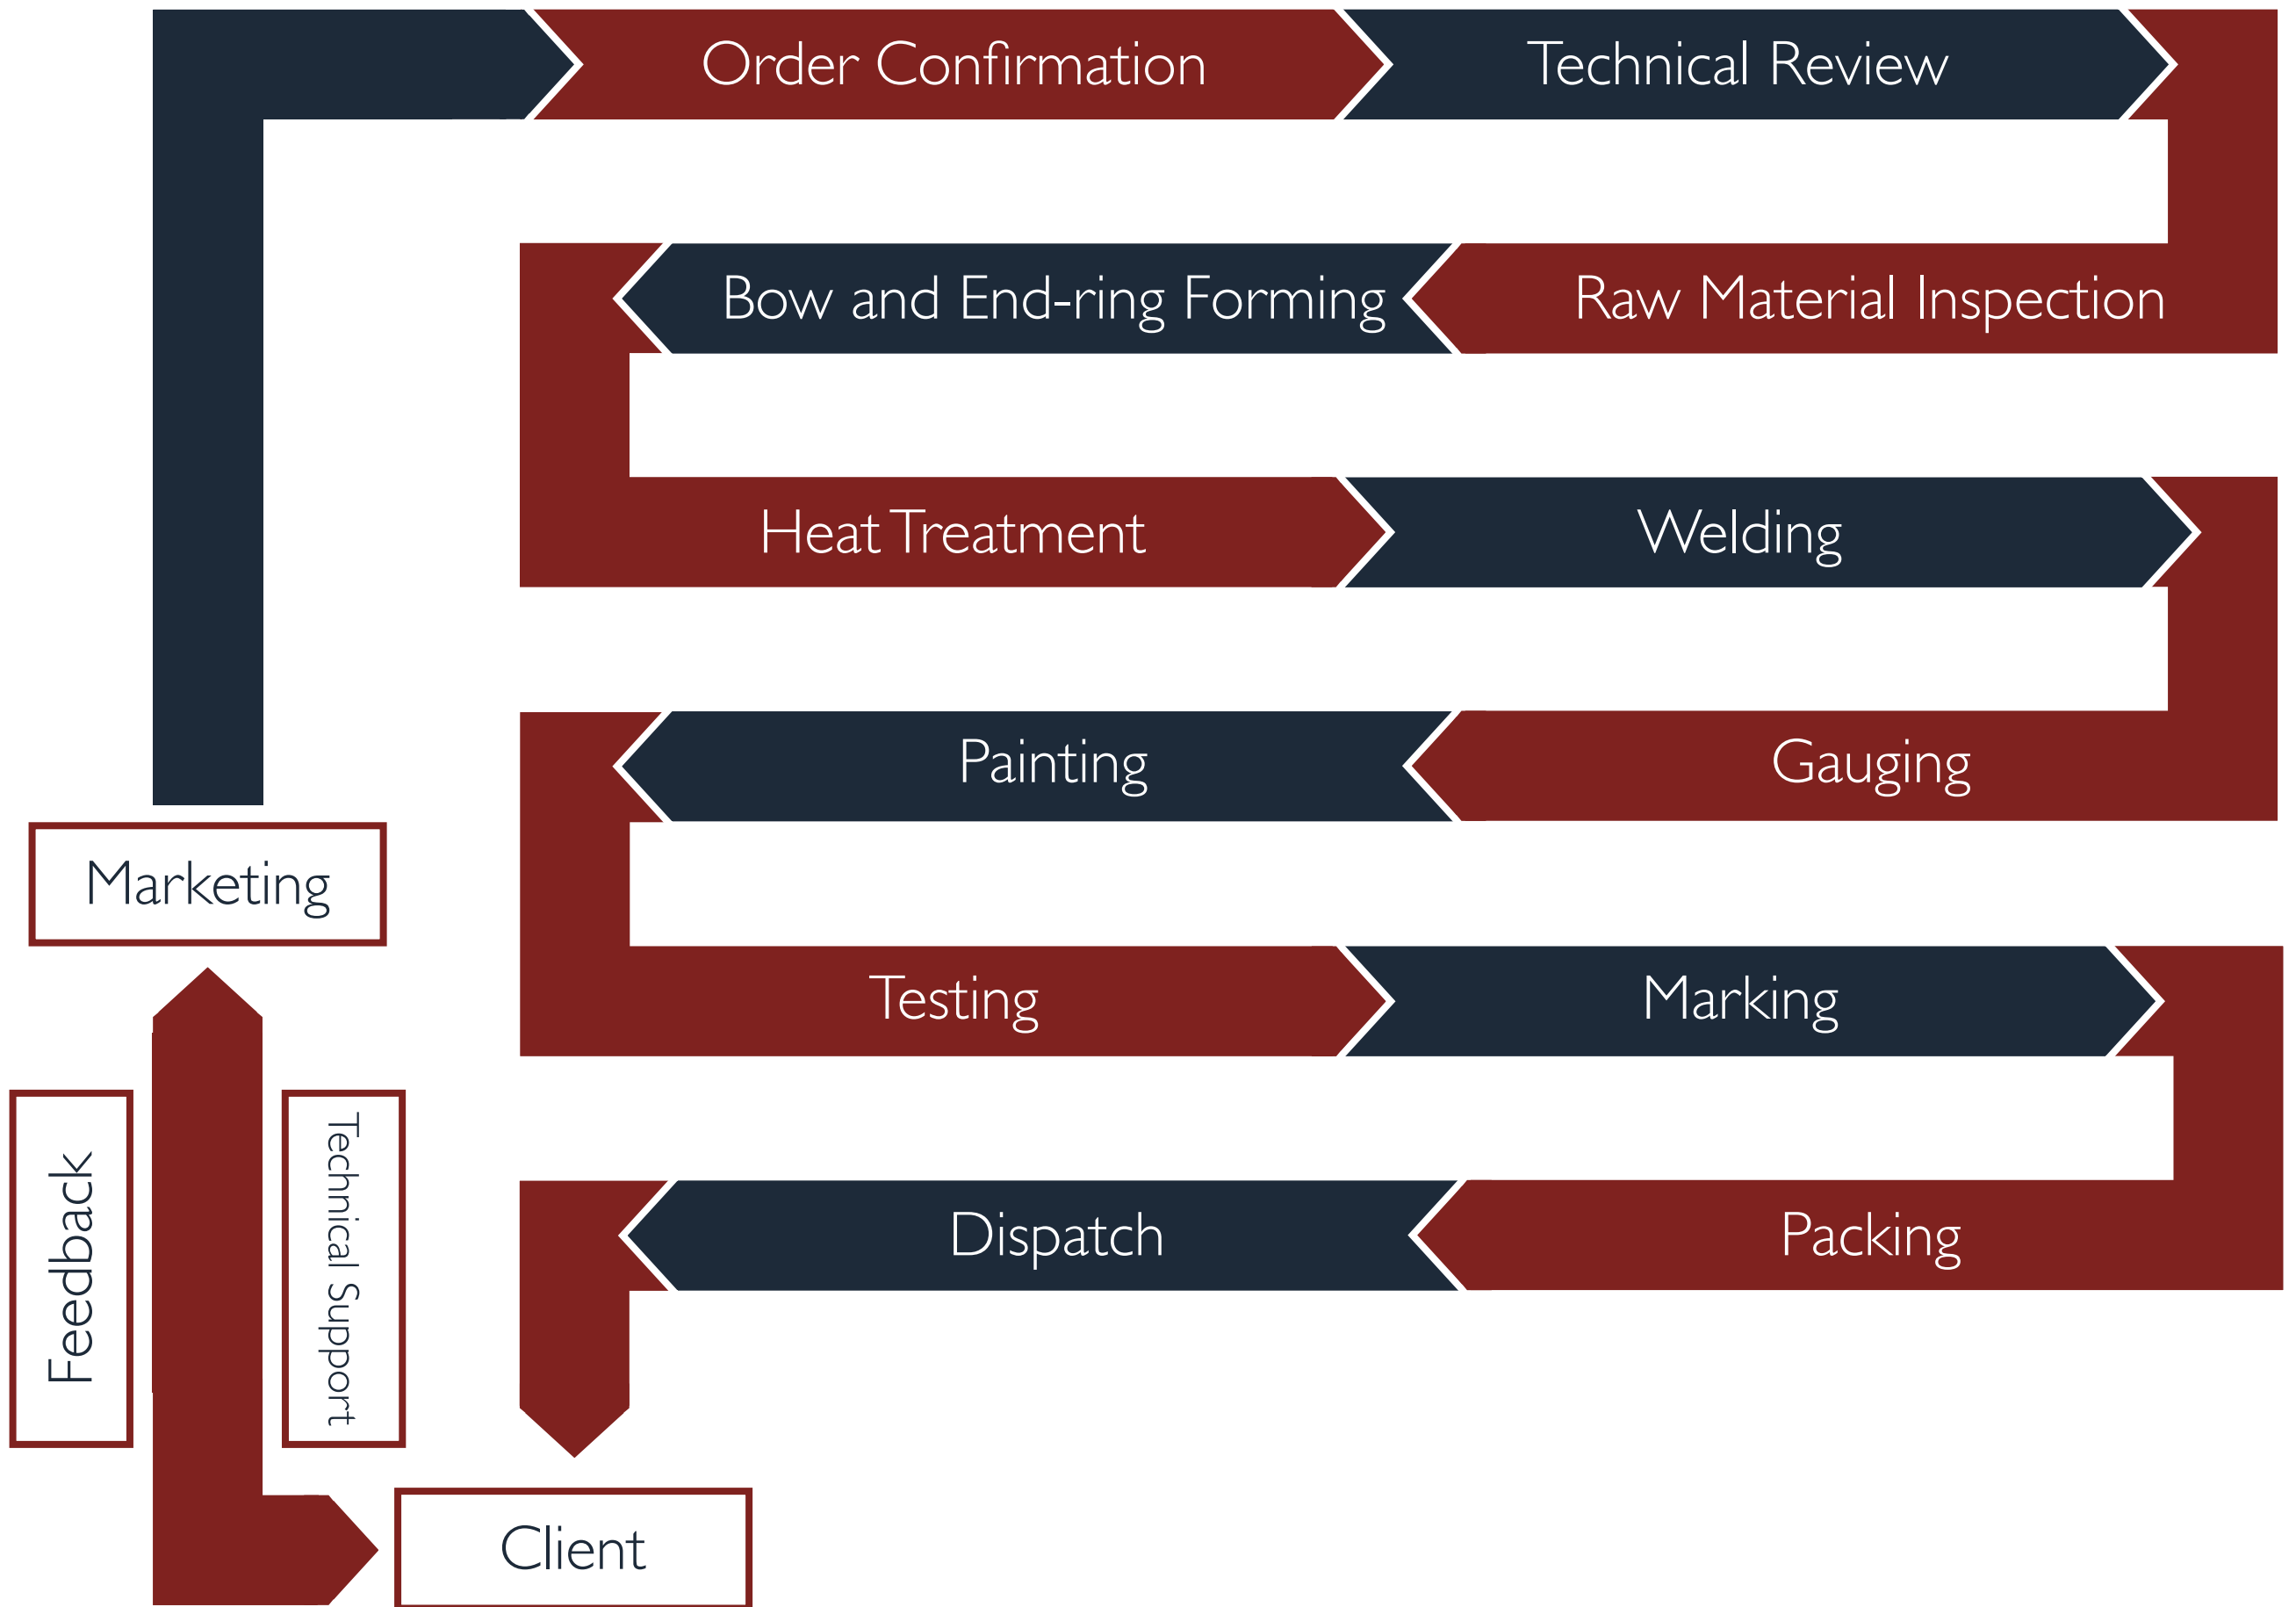 Order Confirmation
Technical Review
Bow and End-ring Forming
Raw Material Inspection
Heat Treatment
Welding
Painting
Gauging
Marketing
Testing
Marking
Feedback
Technical Support
Dispatch
Packing
Client